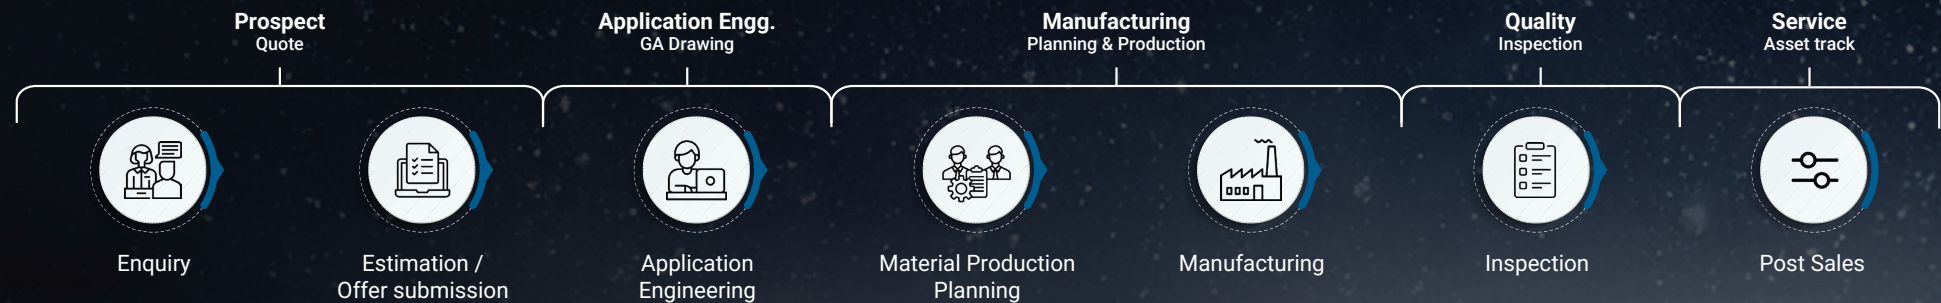 Prospect
Quote
Application Engg.
GA Drawing
Manufacturing
Planning & Production
Quality
Inspection
Service
Asset track
Enquiry
Estimation /
Offer submission
Application
Engineering
Material Production
Planning
Manufacturing
Inspection
Post Sales